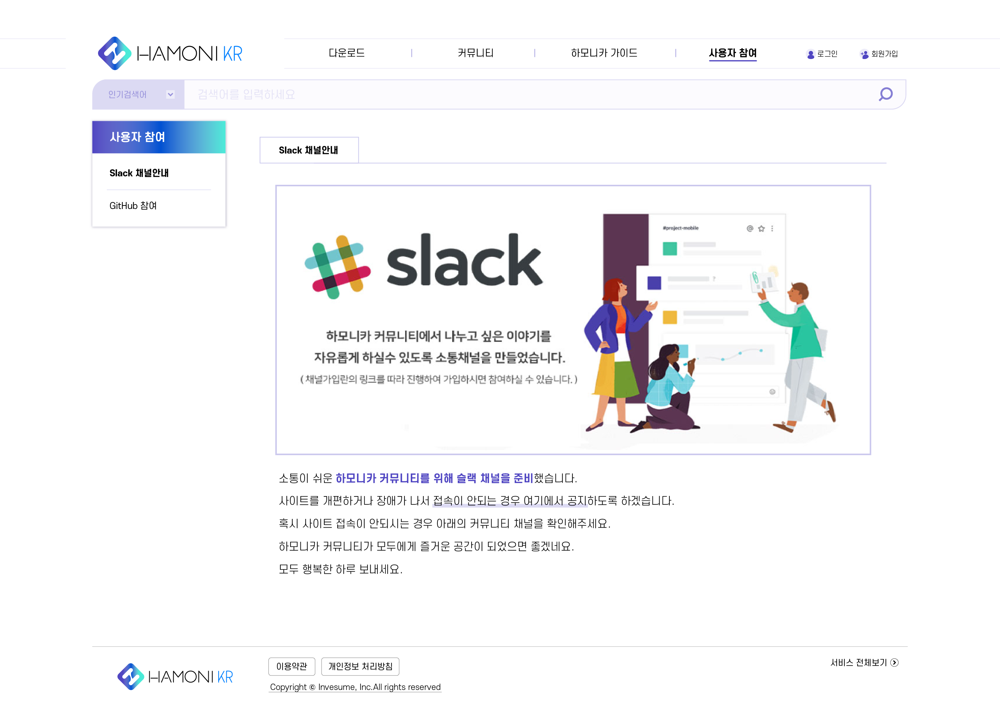 HAMONI KR
다운로드
커뮤니티
하모니카 가이드
사용자 참여
로그인
회원가입
인기검색어
검색어를 입력하세요
사용자 참여
Slack 채널안내
GitHub 참여
Slack 채널안내
slack
하모니카 커뮤니티에서 나누고 싶은 이야기를
자유롭게 하실수 있도록 소통채널을 만들었습니다.
( 채널가입란의 링크를 따라 진행하여 가입하시면 참여하실 수 있습니다. )
#project-mobile
?
소통이 쉬운 하모니카 커뮤니티를 위해 슬랙 채널을 준비했습니다.
사이트를 개편하거나 장애가 나서 접속이 안되는 경우 여기에서 공지하도록 하겠습니다.
혹시 사이트 접속이 안되시는 경우 아래의 커뮤니티 채널을 확인해주세요.
하모니카 커뮤니티가 모두에게 즐거운 공간이 되었으면 좋겠네요.
모두 행복한 하루 보내세요.
HAMONI KR
이용약관
개인정보 처리방침
서비스 전체보기
Copyright © Invesume, Inc.All rights reserved